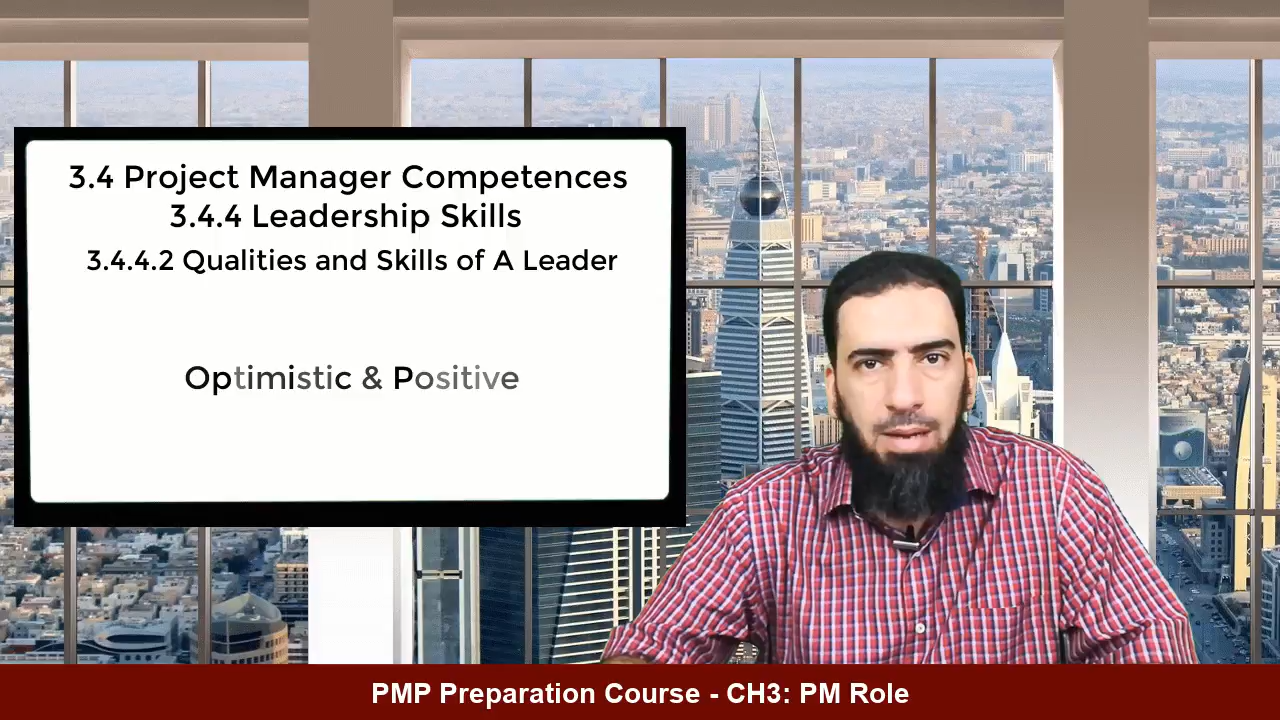 3.4 Project Manager Competences
3.4.4 Leadership Skills
3.4.4.2 Qualities and Skills of A Leader
Optimistic & Positive
PMP Preparation Course - CH3: PM Role